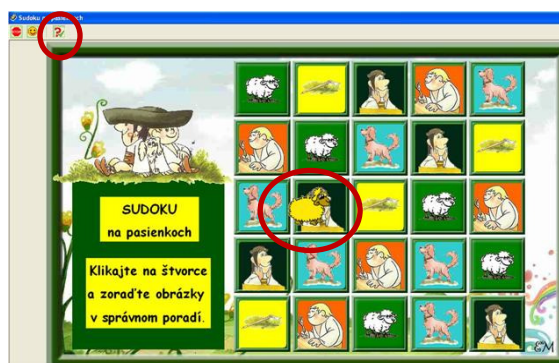 Sudoku na pasienkoch
SUDOKU
na pasienkoch
Klikajte na štvorce
a zoraďte obrázky
v správnom poradí.
EM